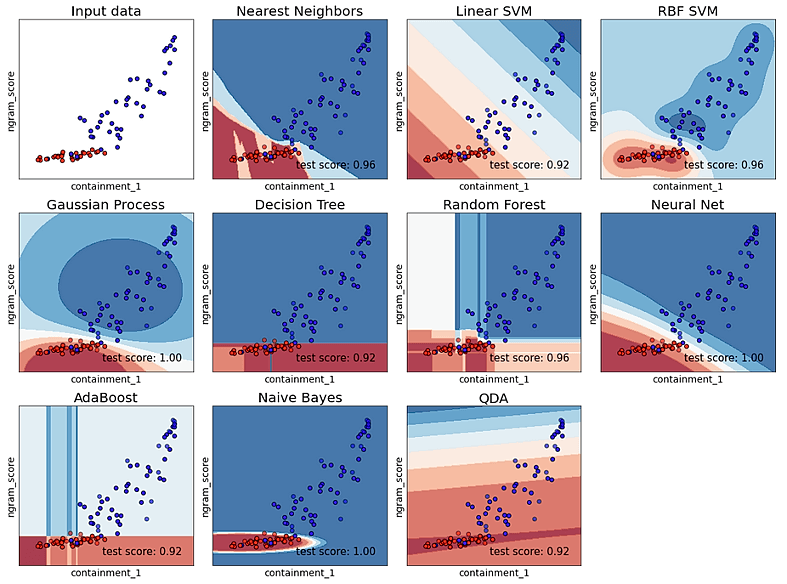 Input data
ngram_score
containment_1
Nearest Neighbors
ngram_score
test score: 0.96
containment_1
Linear SVM
ngram_score
test score: 0.92
containment_1
RBF SVM
ngram_score
test score: 0.96
containment_1
Gaussian Process
ngram_score
test score: 1.00
containment_1
Decision Tree
ngram_score
test score: 0.92
containment_1
Random Forest
ngram_score
test score: 0.96
containment_1
Neural Net
ngram_score
test score: 1.00
containment_1
AdaBoost
ngram_score
test score: 0.92
containment_1
Naive Bayes
ngram_score
test score: 1.00
containment_1
QDA
ngram_score
test score: 0.92
containment_1